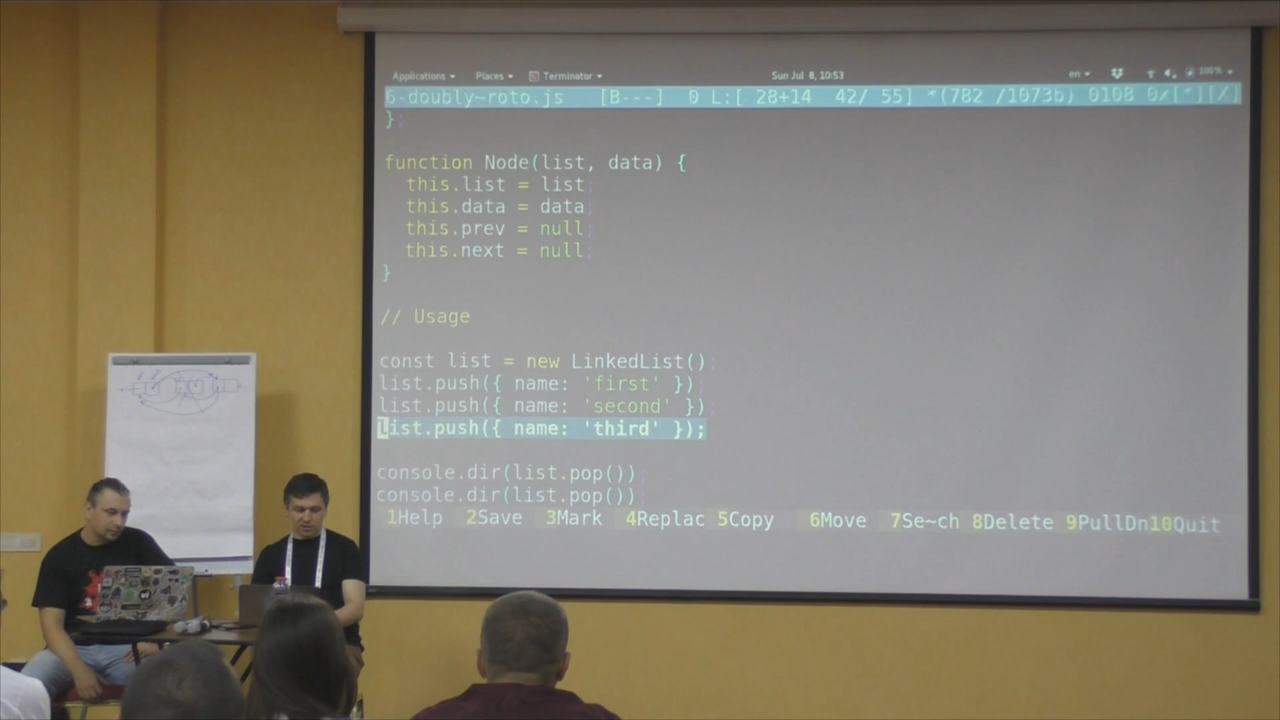 Applications Places Terminator Sun Jul 8, 10:53 en 100%
6-doubly~roto.js [B---] 0 L:[ 28+14 42/ 55] *(782 /1073b) 0108 0x[*][X]
};
function Node(list, data) {
this.list = list;
this.data = data;
this.prev = null;
this.next = null;
}
// Usage
const list = new LinkedList();
list.push({ name: 'first' });
list.push({ name: 'second' });
list.push({ name: 'third' });
console.dir(list.pop());
console.dir(list.pop());
1Help 2Save 3Mark 4Replac 5Copy 6Move 7Se~ch 8Delete 9PullDn10Quit